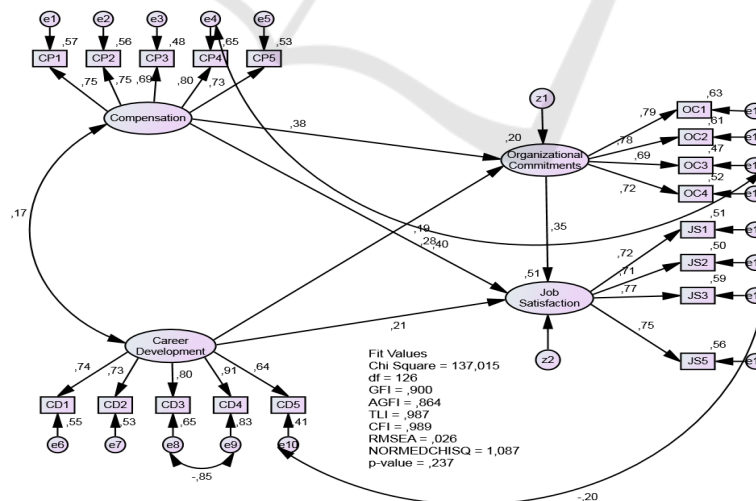 e1 e2 e3 e4 e5
,57 ,56 ,48 ,65 ,53
CP1 CP2 CP3 CP4 CP5
,75 ,75 ,69 ,80 ,73
Compensation
,38
z1
,20
Organizational
Commitments
,79 ,78 ,69 ,72
,63
OC1
,61
OC2
,47
OC3
,52
OC4
,17
,19
,28 ,40
,35
,51
Job
Satisfaction
,72 ,71 ,77 ,75
,51
JS1
,50
JS2
,59
JS3
,56
JS5
,21
z2
Career
Development
,74 ,73 ,80 ,91 ,64
CD1 CD2 CD3 CD4 CD5
,55 ,53 ,65 ,83 ,41
e6 e7 e8 e9 e10
-,85
-,20
Fit Values
Chi Square = 137,015
df = 126
GFI = ,900
AGFI = ,864
TLI = ,987
CFI = ,989
RMSEA = ,026
NORMEDCHISQ = 1,087
p-value = ,237